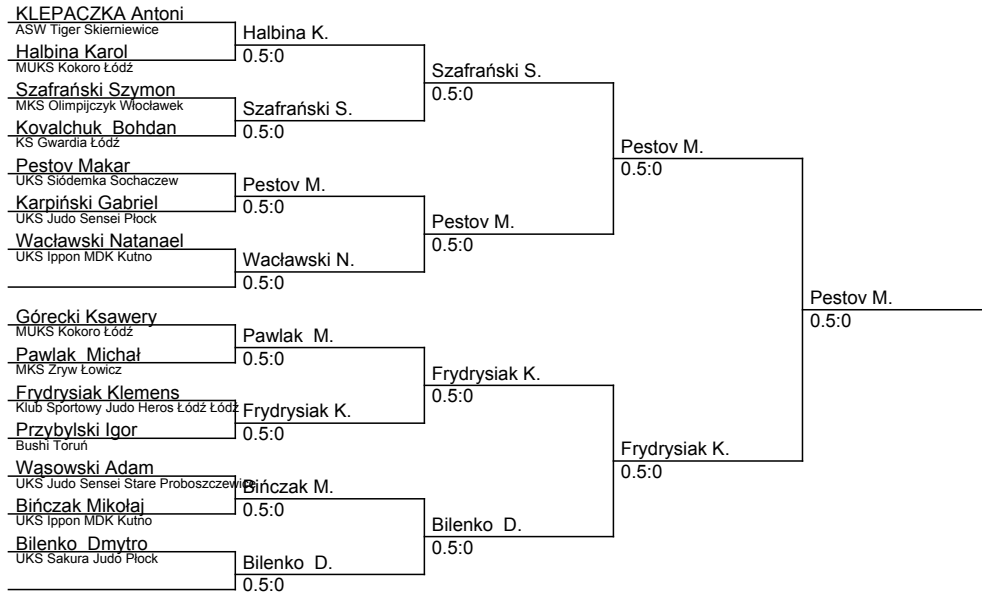 KLEPACZKA Antoni
ASW Tiger Skierniewice
Halbina Karol
MUKS Kokoro Łódź
Szafrański Szymon
MKS Olimpijczyk Włocławek
Kovalchuk  Bohdan
KS Gwardia Łódź
Pestov Makar
UKS Siódemka Sochaczew
Karpiński Gabriel
UKS Judo Sensei Płock
Wacławski Natanael
UKS Ippon MDK Kutno
Górecki Ksawery
MUKS Kokoro Łódź
Pawlak  Michał
MKS Zryw Łowicz
Frydrysiak Klemens
Klub Sportowy Judo Heros Łódź Łódź
Przybylski Igor
Bushi Toruń
Wąsowski Adam
UKS Judo Sensei Stare Proboszczewice
Bińczak Mikołaj
UKS Ippon MDK Kutno
Bilenko  Dmytro
UKS Sakura Judo Płock
Halbina K.
0.5:0
Szafrański S.
0.5:0
Pestov M.
0.5:0
Wacławski N.
0.5:0
Pawlak  M.
0.5:0
Frydrysiak K.
0.5:0
Bińczak M.
0.5:0
Bilenko  D.
0.5:0
Szafrański S.
0.5:0
Pestov M.
0.5:0
Frydrysiak K.
0.5:0
Bilenko  D.
0.5:0
Pestov M.
0.5:0
Frydrysiak K.
0.5:0
Pestov M.
0.5:0